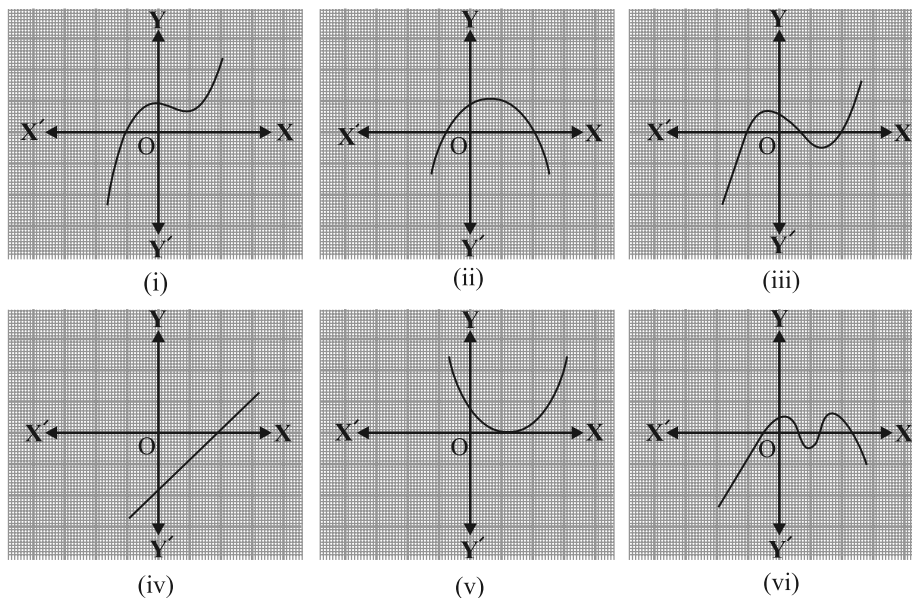 Y Y Y
X′ X X′ X X′ X
O O O
Y′ Y′ Y′
(i) (ii) (iii)
Y Y Y
X′ X X′ X X′ X
O O O
Y′ Y′ Y′
(iv) (v) (vi)